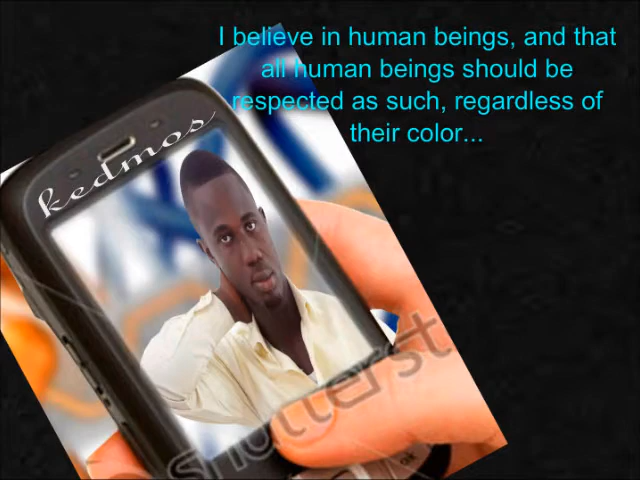 I believe in human beings, and that
all human beings should be
respected as such, regardless of
their color...
kedmos
shutterst
ok